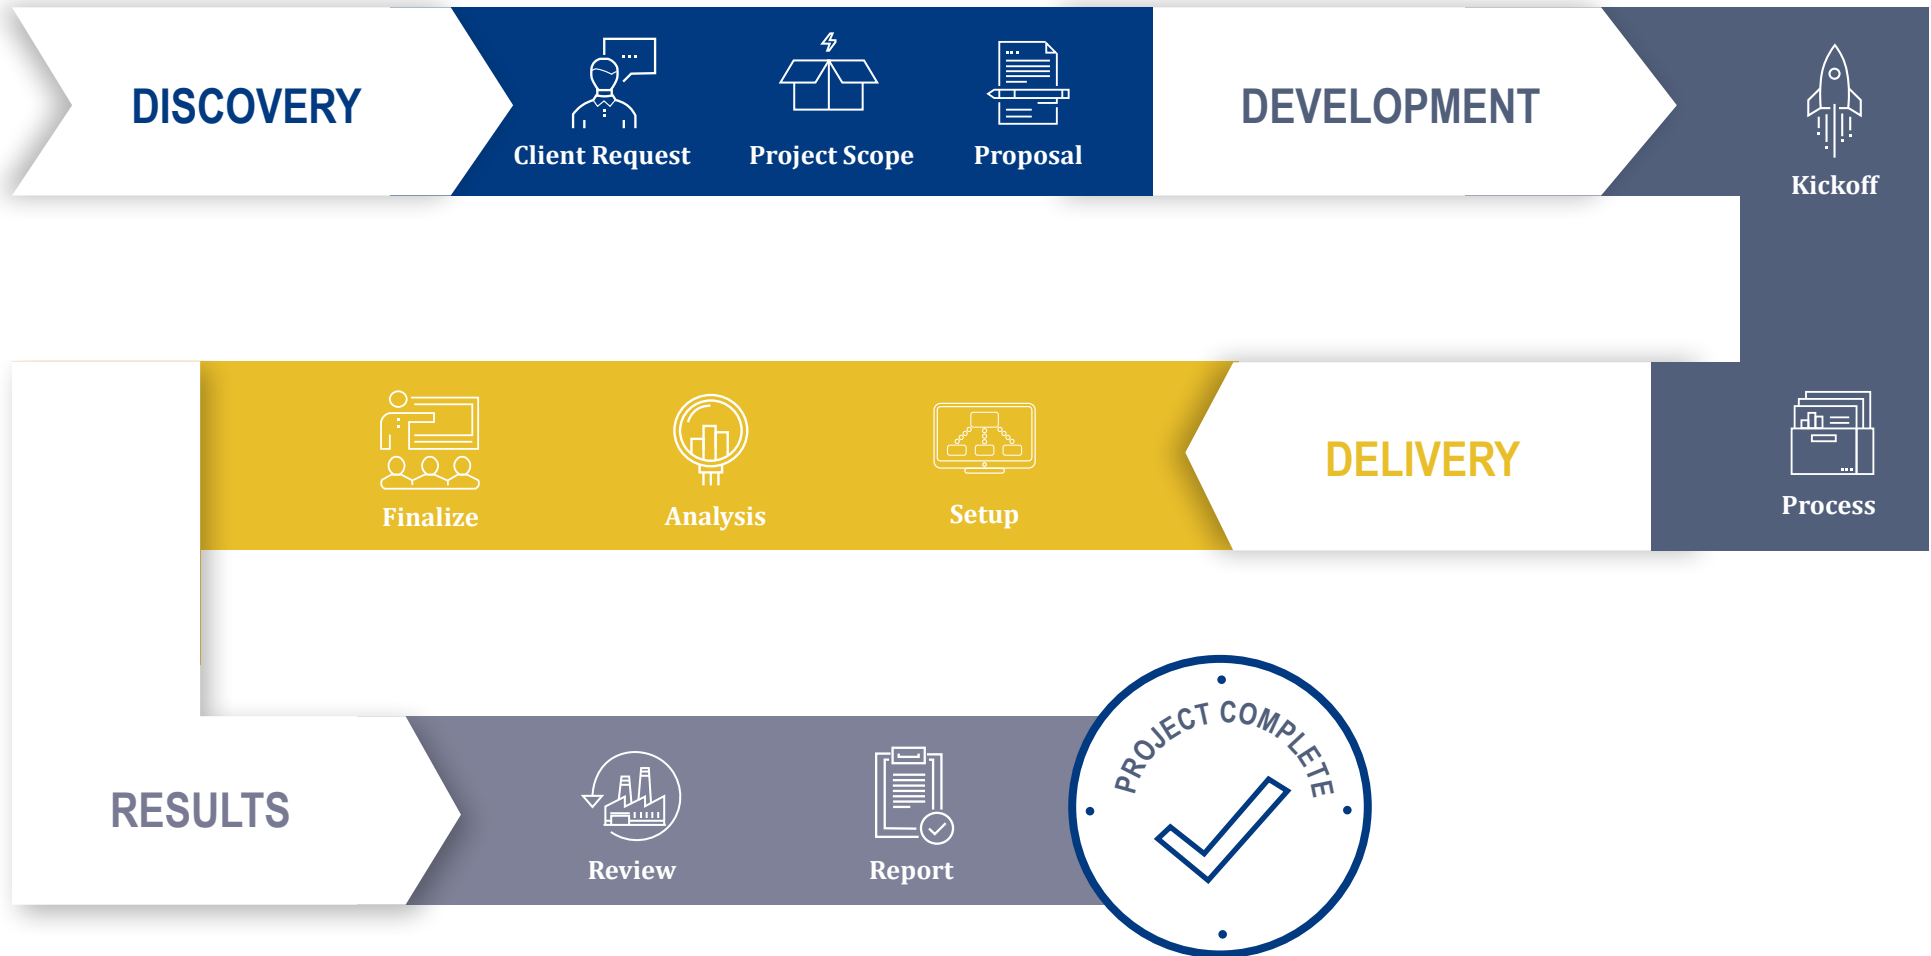 DISCOVERY
Client Request
Project Scope
Proposal
DEVELOPMENT
Kickoff
Process
DELIVERY
Setup
Analysis
Finalize
RESULTS
Review
Report
PROJECT COMPLETE